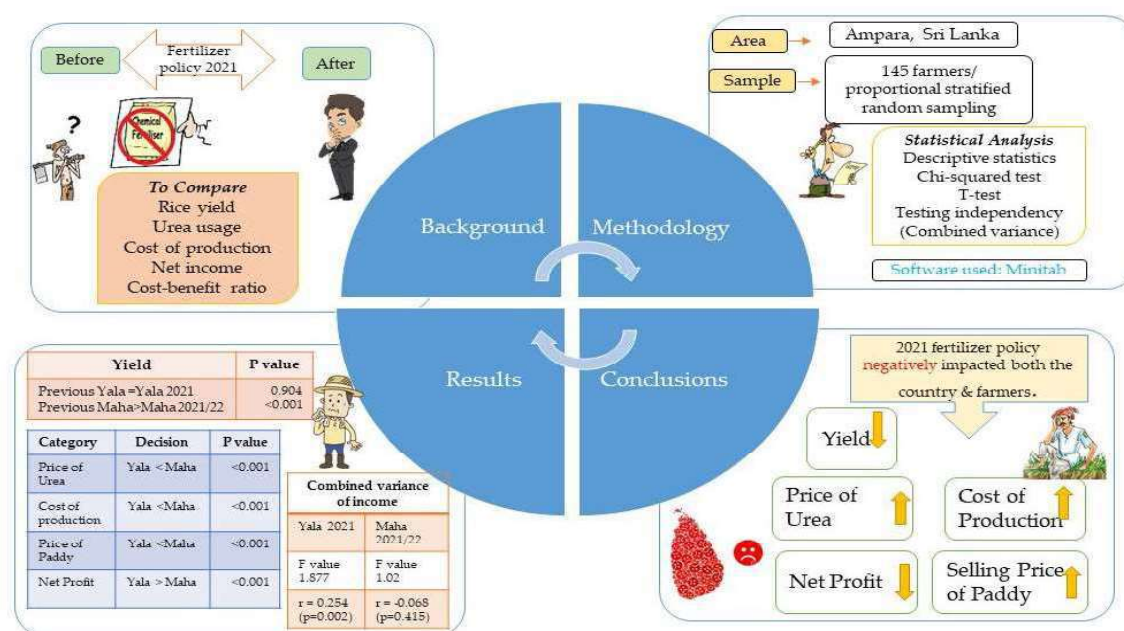 Before
Fertilizer
policy 2021
After
?
Chemical
Fertiliser
To Compare
Rice yield
Urea usage
Cost of production
Net income
Cost-benefit ratio
Background
Area
Ampara, Sri Lanka
Sample
145 farmers/
proportional stratified
random sampling
Statistical Analysis
Descriptive statistics
Chi-squared test
T-test
Testing independency
(Combined variance)
Software used: Minitab
Methodology
Results
Yield P value
Previous Yala =Yala 2021 0.904
Previous Maha>Maha 2021/22 <0.001
Category Decision P value
Price of
Urea
Yala <Maha <0.001
Cost of
production
Yala <Maha <0.001
Price of
Paddy
Yala <Maha <0.001
Net Profit Yala > Maha <0.001
Combined variance
of income
Yala 2021
Maha
2021/22
F value
1.877
F value
1.02
r = 0.254
(p=0.002)
r = -0.068
(p=0.415)
Conclusions
2021 fertilizer policy
negatively impacted both the
country & farmers.
Yield
Price of
Urea
Cost of
Production
Net Profit
Selling Price
of Paddy